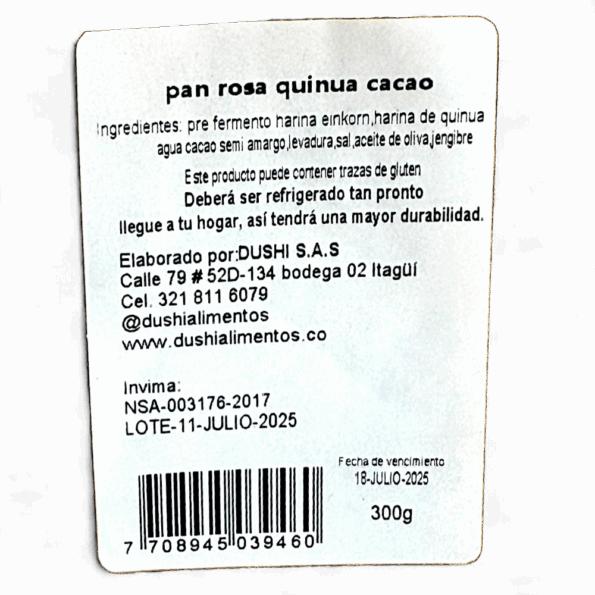 pan rosa quinua cacao
Ingredientes: pre fermento harina einkorn,harina de quinua
agua cacao semi amargo,levadura,sal,aceite de oliva,jengibre
Este producto puede contener trazas de gluten
Deberá ser refrigerado tan pronto
llegue a tu hogar, así tendrá una mayor durabilidad.
Elaborado por:DUSHI S.A.S
Calle 79 # 52D-134 bodega 02 Itagüí
Cel. 321 811 6079
@dushialimentos
www.dushialimentos.co
Invima:
NSA-003176-2017
LOTE-11-JULIO-2025
Fecha de vencimiento
18-JULIO-2025
300g
7 708945 039460